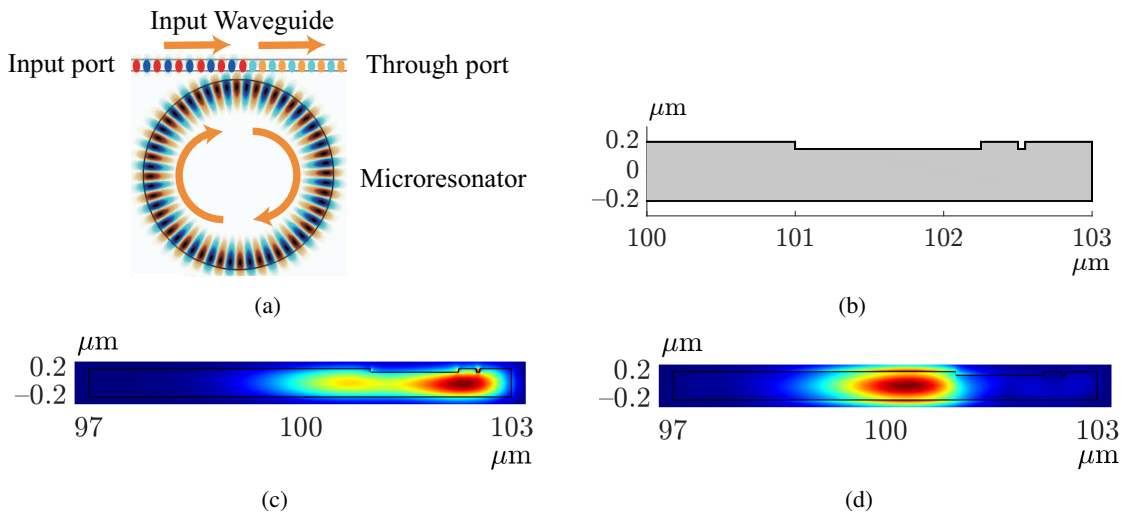 Input Waveguide
Input port
Through port
Microresonator
(a)
μm
0.2
0
−0.2
100
101
102
103
μm
(b)
μm
0.2
−0.2
97
100
103
μm
(c)
μm
0.2
−0.2
97
100
103
μm
(d)